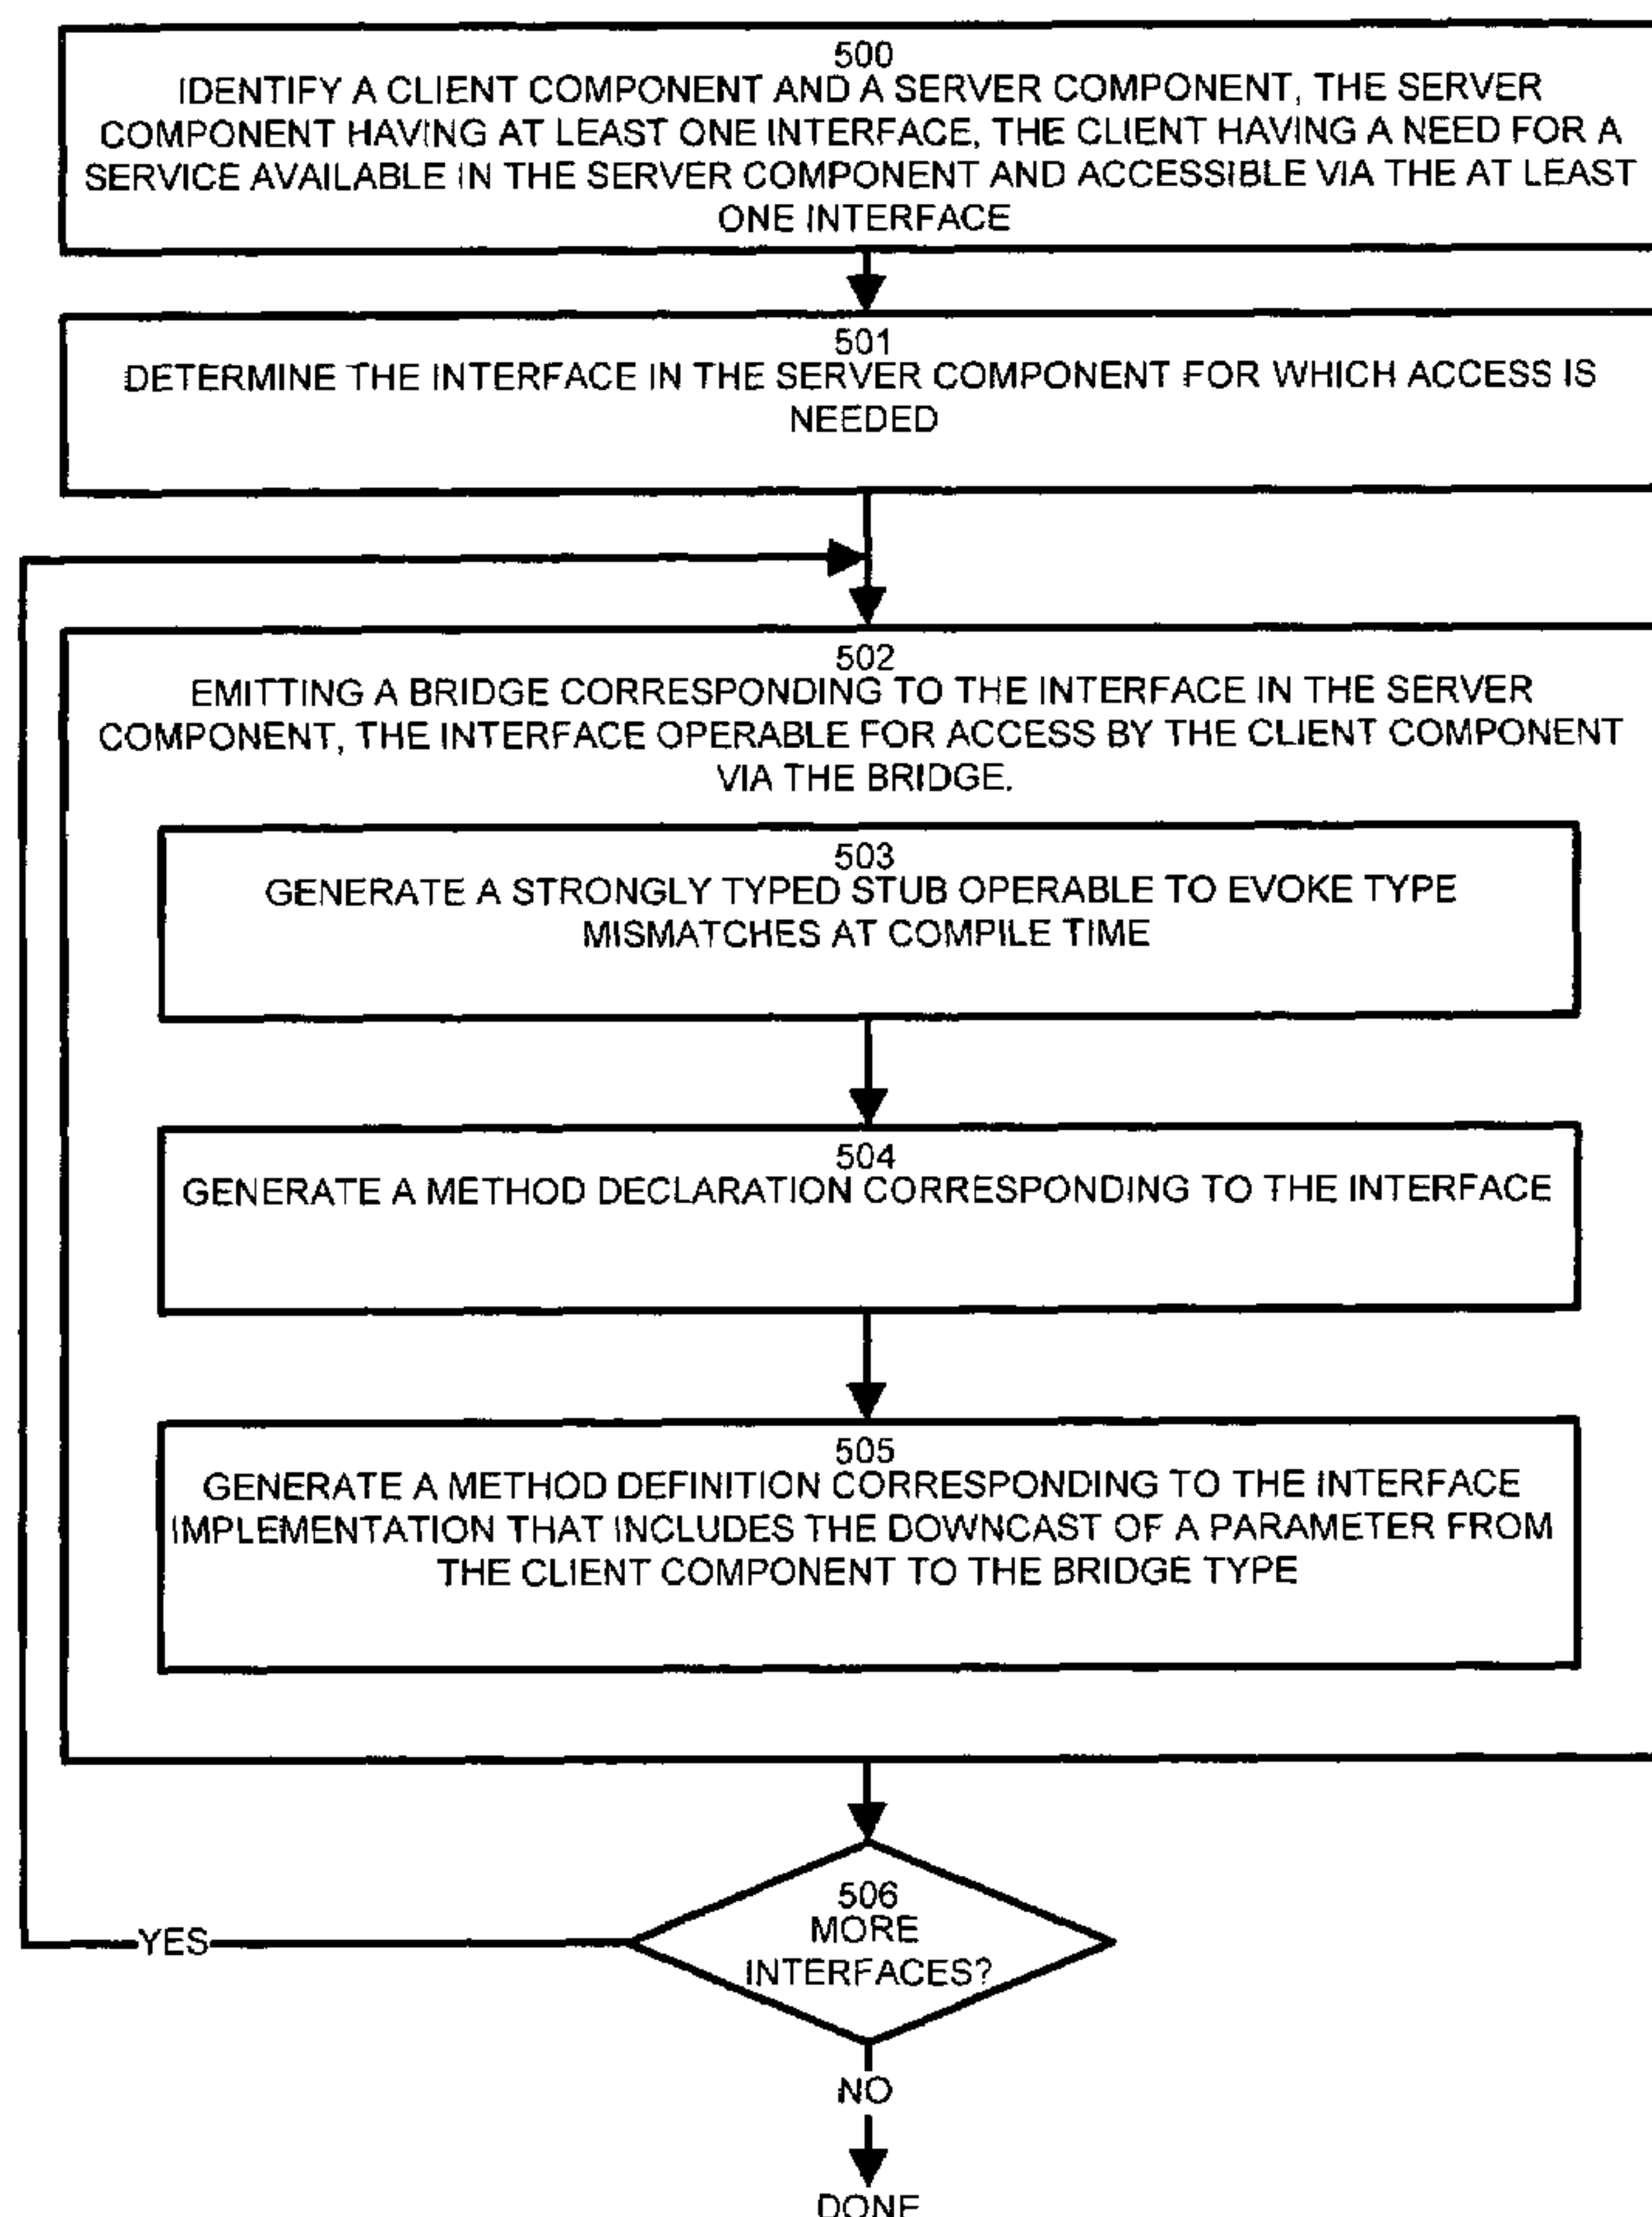 500
IDENTIFY A CLIENT COMPONENT AND A SERVER COMPONENT, THE SERVER
COMPONENT HAVING AT LEAST ONE INTERFACE, THE CLIENT HAVING A NEED FOR A
SERVICE AVAILABLE IN THE SERVER COMPONENT AND ACCESSIBLE VIA THE AT LEAST
ONE INTERFACE
501
DETERMINE THE INTERFACE IN THE SERVER COMPONENT FOR WHICH ACCESS IS
NEEDED
502
EMITTING A BRIDGE CORRESPONDING TO THE INTERFACE IN THE SERVER
COMPONENT, THE INTERFACE OPERABLE FOR ACCESS BY THE CLIENT COMPONENT
VIA THE BRIDGE.
503
GENERATE A STRONGLY TYPED STUB OPERABLE TO EVOKE TYPE
MISMATCHES AT COMPILE TIME
504
GENERATE A METHOD DECLARATION CORRESPONDING TO THE INTERFACE
505
GENERATE A METHOD DEFINITION CORRESPONDING TO THE INTERFACE
IMPLEMENTATION THAT INCLUDES THE DOWNCAST OF A PARAMETER FROM
THE CLIENT COMPONENT TO THE BRIDGE TYPE
506
MORE
INTERFACES?
YES
NO
DONE